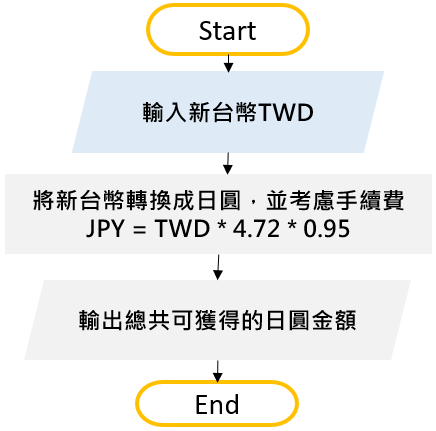 Start
輸入新台幣TWD
將新台幣轉換成日圓，並考慮手續費
JPY = TWD * 4.72 * 0.95
輸出總共可獲得的日圓金額
End